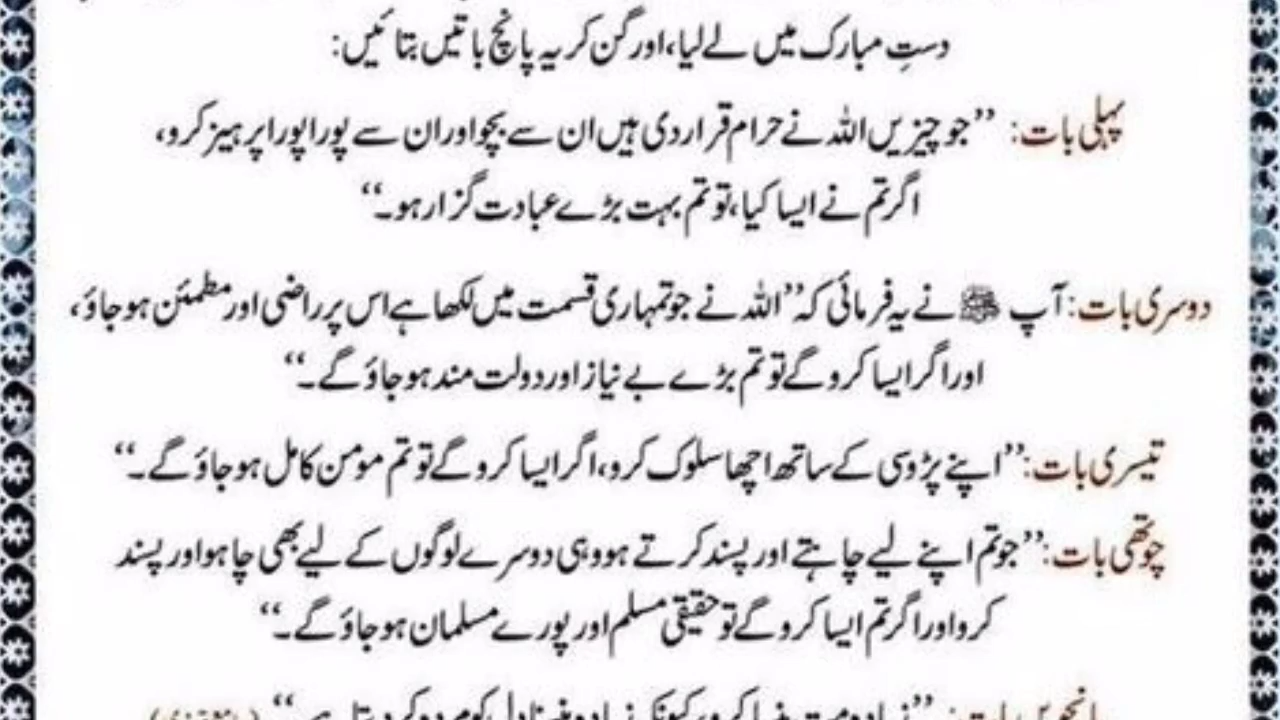 دستِ مبارک میں لے لیا، اور گن کر یہ پانچ باتیں بتائیں:
پہلی بات: ’’جو چیزیں اللہ نے حرام قرار دی ہیں ان سے بچو اور ان سے پورا پورا پرہیز کرو،
اگر تم نے ایسا کیا، تو تم بہت بڑے عبادت گزار ہو۔‘‘
دوسری بات: آپ ﷺ نے یہ فرمائی کہ ’’اللہ نے جو تمہاری قسمت میں لکھا ہے اس پر راضی اور مطمئن ہو جاؤ،
اور اگر ایسا کرو گے تو تم بڑے بے نیاز اور دولت مند ہو جاؤ گے۔‘‘
تیسری بات: ’’اپنے پڑوسی کے ساتھ اچھا سلوک کرو، اگر ایسا کرو گے تو تم مومن کامل ہو جاؤ گے۔‘‘
چوتھی بات: ’’جو تم اپنے لیے چاہتے اور پسند کرتے ہو وہی دوسرے لوگوں کے لیے بھی چاہو اور پسند
کرو اور اگر تم ایسا کرو گے تو حقیقی مسلم اور پورے مسلمان ہو جاؤ گے۔‘‘